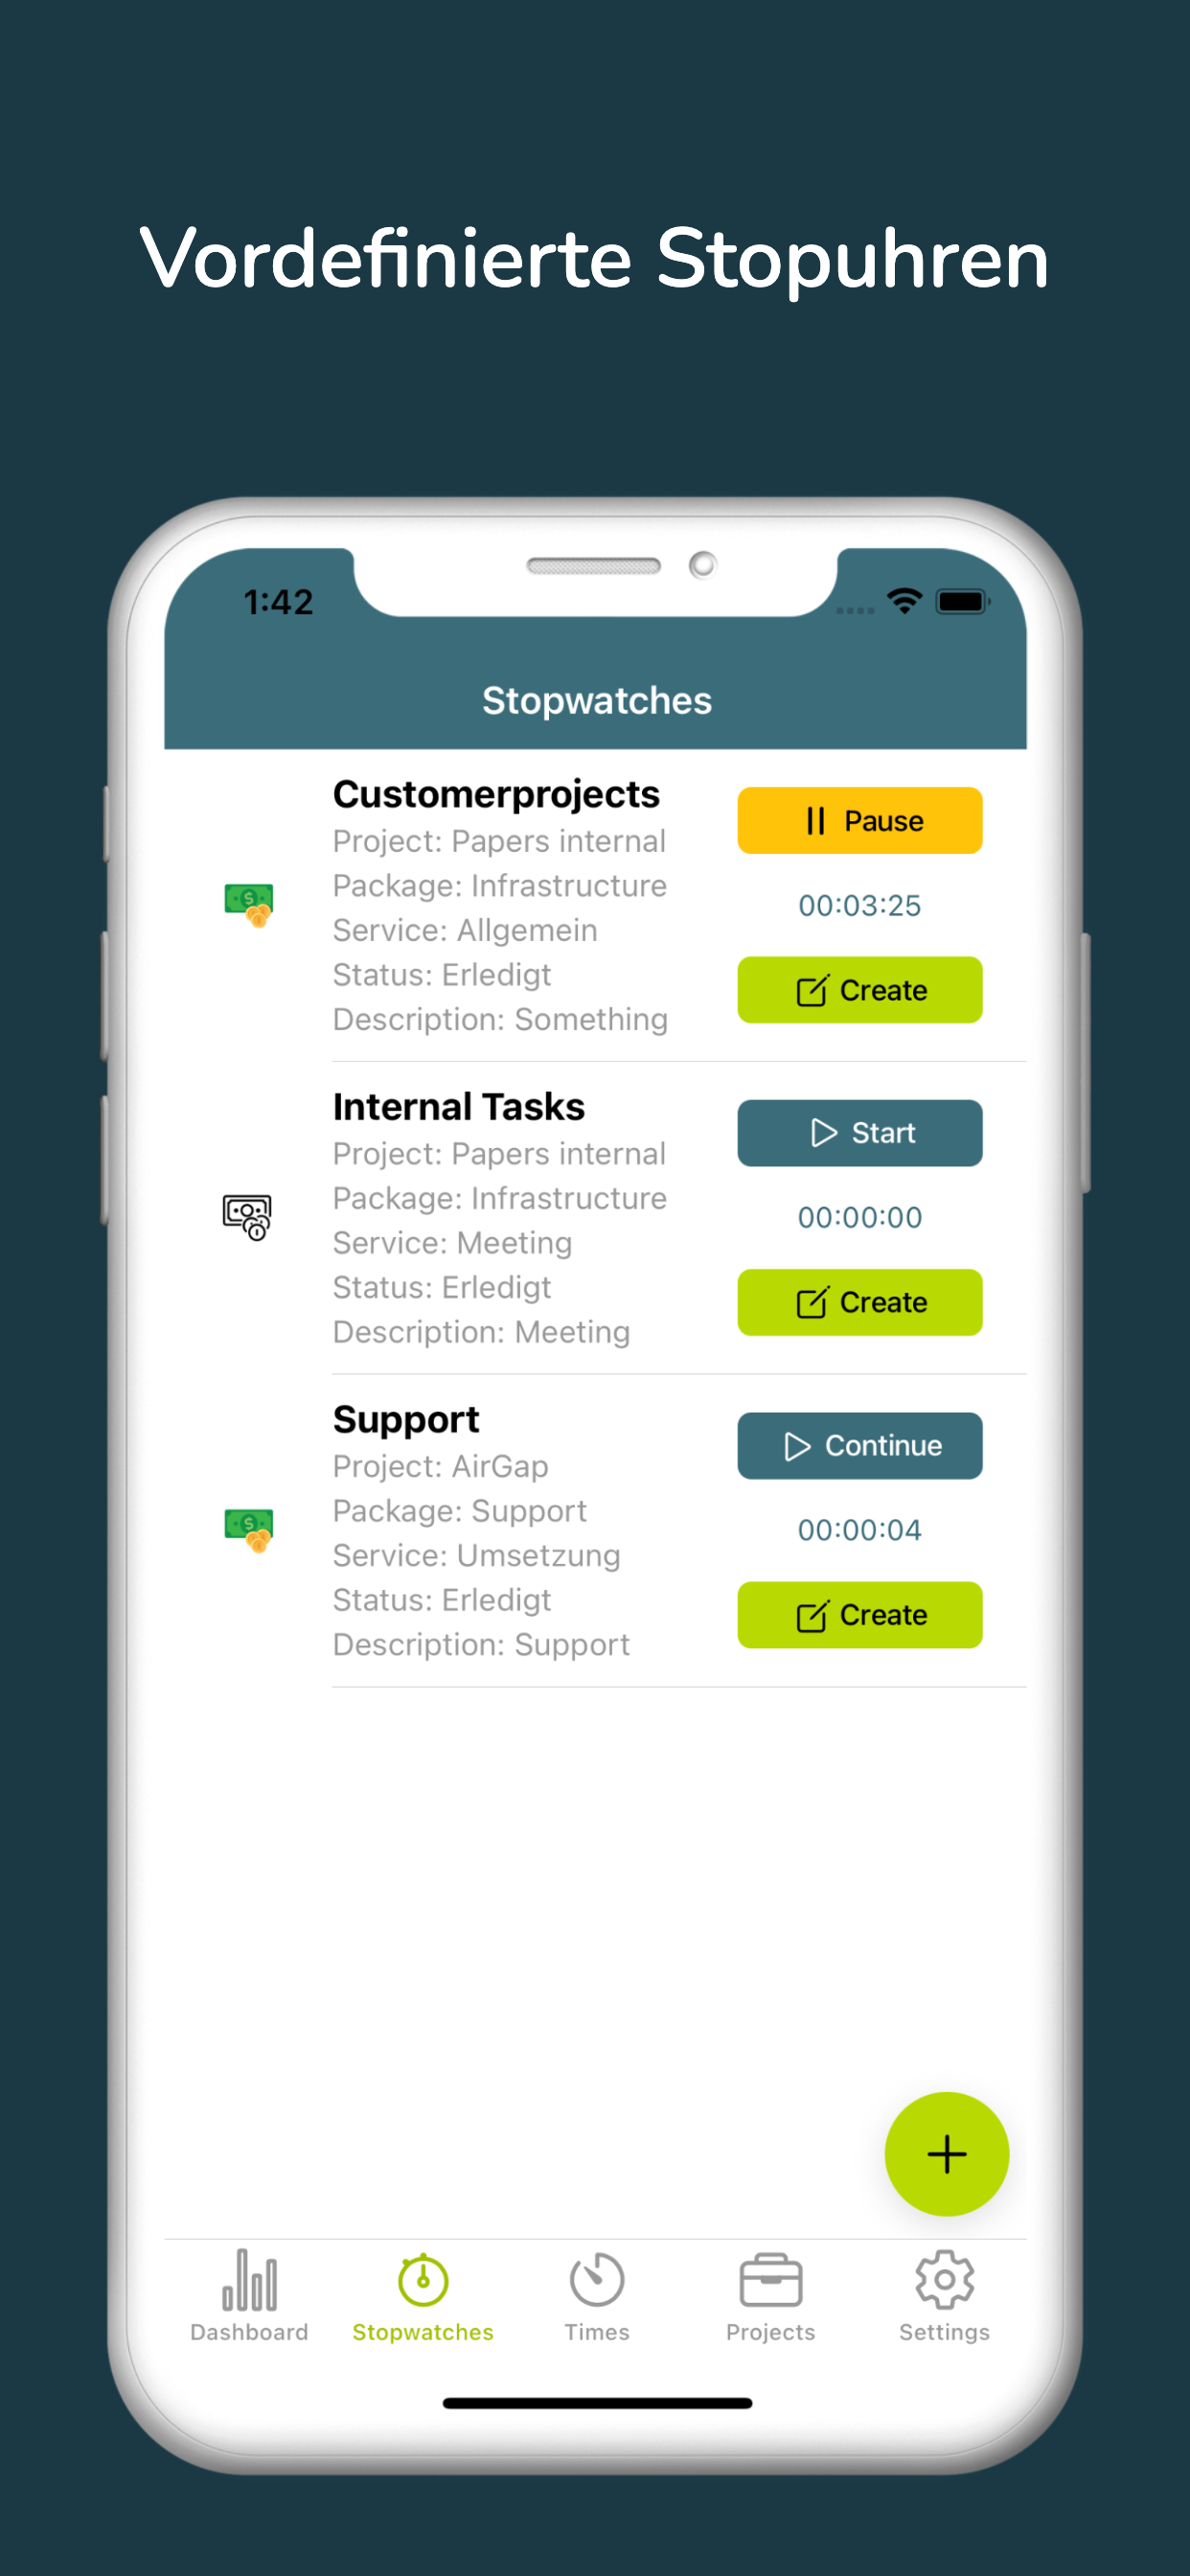 Vordefinierte Stopuhren
1:42
Stopwatches
Customerprojects
Project: Papers internal
Package: Infrastructure
Service: Allgemein
Status: Erledigt
Description: Something
Pause
00:03:25
Create
Internal Tasks
Project: Papers internal
Package: Infrastructure
Service: Meeting
Status: Erledigt
Description: Meeting
Start
00:00:00
Create
Support
Project: AirGap
Package: Support
Service: Umsetzung
Status: Erledigt
Description: Support
Continue
00:00:04
Create
Dashboard
Stopwatches
Times
Projects
Settings